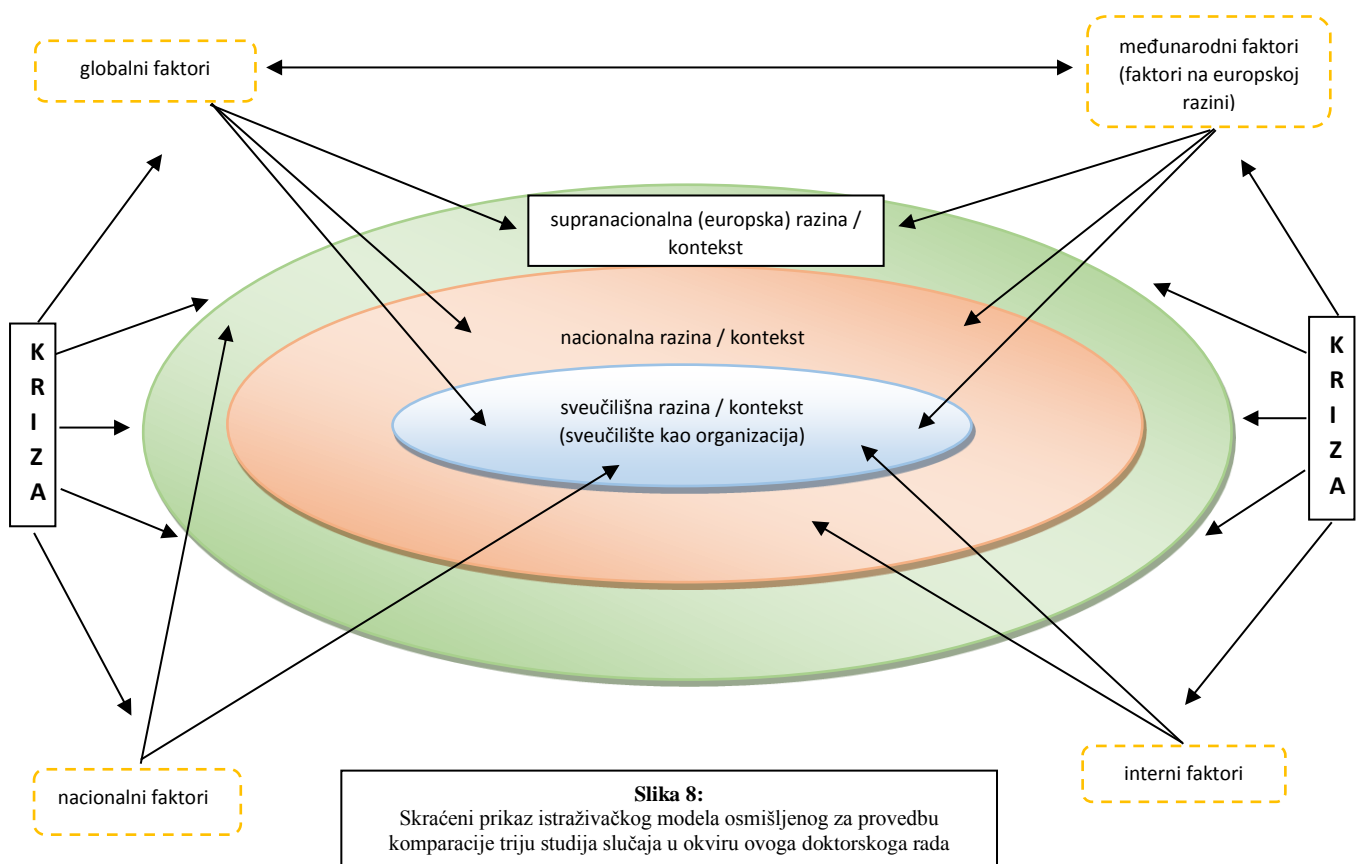 globalni faktori
međunarodni faktori
(faktori na europskoj
razini)
supranacionalna (europska) razina /
kontekst
nacionalna razina / kontekst
sveučilišna razina / kontekst
(sveučilište kao organizacija)
K
R
I
Z
A
K
R
I
Z
A
nacionalni faktori
interni faktori
Slika 8:
Skraćeni prikaz istraživačkog modela osmišljenog za provedbu
komparacije triju studija slučaja u okviru ovoga doktorskoga rada